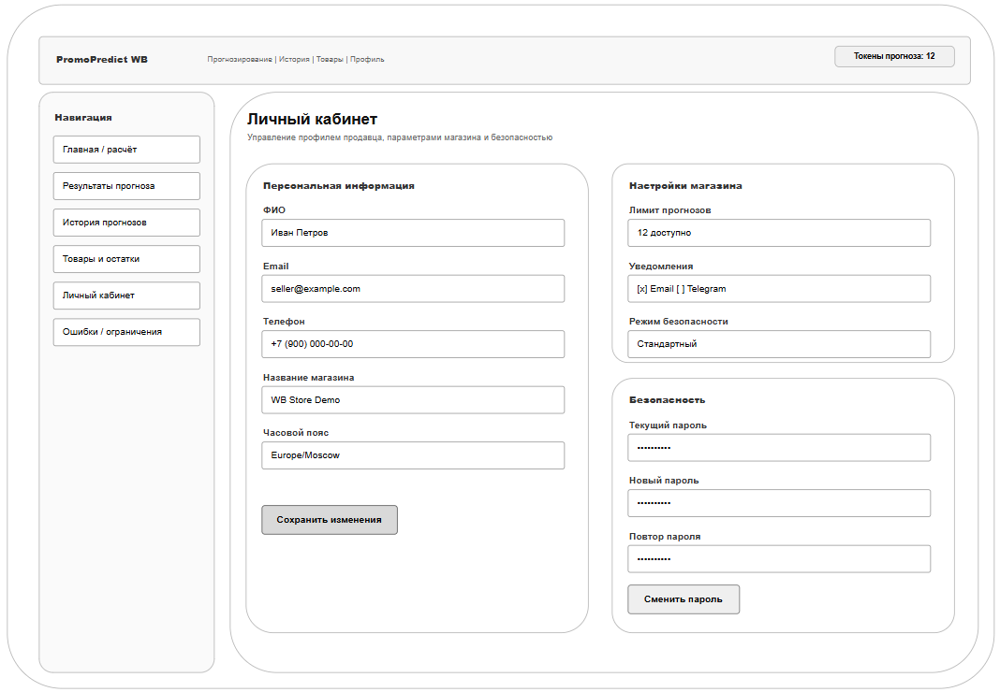 PromoPredict WB
Прогнозирование | История | Товары | Профиль
Токены прогноза: 12
Навигация
Главная / расчёт
Результаты прогноза
История прогнозов
Товары и остатки
Личный кабинет
Ошибки / ограничения
Личный кабинет
Управление профилем продавца, параметрами магазина и безопасностью
Персональная информация
ФИО
Иван Петров
Email
seller@example.com
Телефон
+7 (900) 000-00-00
Название магазина
WB Store Demo
Часовой пояс
Europe/Moscow
Сохранить изменения
Настройки магазина
Лимит прогнозов
12 доступно
Уведомления
[x] Email [ ] Telegram
Режим безопасности
Стандартный
Безопасность
Текущий пароль
••••••••••
Новый пароль
••••••••••
Повтор пароля
••••••••••
Сменить пароль